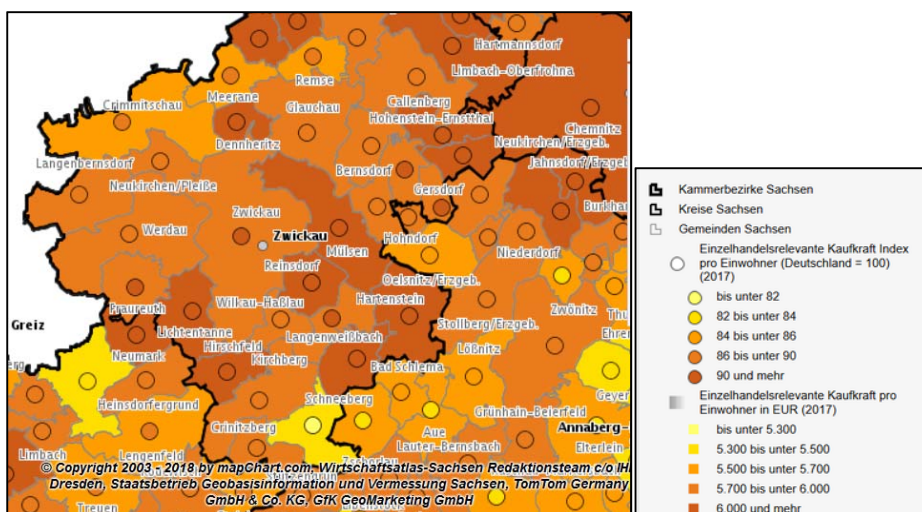 Hartmannsdorf
Limbach-Oberfrohna
Remse
Meerane
Crimmitschau
Glauchau
Callenberg
Hohenstein-Ernstthal
Chemnitz
Dennheritz
Neukirchen/Erzgeb.
Langenbernsdorf
Bernsdorf
Jahnsdorf/Erzgeb
Neukirchen/Pleiße
Gersdorf
Zwickau
Burkhar
Werdau
Zwickau
Mülsen
Hohndorf
Niederdorf
Reinsdorf
Oelsnitz/Erzgeb.
Fraureuth
Wilkau-Haßlau
Hartenstein
Zwönitz
Thu
Greiz
Lichtentanne
Stollberg/Erzgeb.
Ehren
Hirschfeld
Langenweißbach
Neumark
Kirchberg
Lößnitz
Bad Schlema
Geyer
Heinsdorfergrund
Schneeberg
Grünhain-Beierfeld
Crinitzberg
Aue
Annaberg-
Limbach
Lengenfeld
Lauter-Bernsbach
Elterlein
Zschorlau
© Copyright 2003 - 2018 by mapChart.com, Wirtschaftsatlas-Sachsen Redaktionsteam c/o IH
Dresden, Staatsbetrieb Geobasisinformation und Vermessung Sachsen, TomTom Germany
GmbH & Co. KG, GfK GeoMarketing GmbH
Treuen
Kammerbezirke Sachsen
Kreise Sachsen
Gemeinden Sachsen
Einzelhandelsrelevante Kaufkraft Index
pro Einwohner (Deutschland = 100)
(2017)
bis unter 82
82 bis unter 84
84 bis unter 86
86 bis unter 90
90 und mehr
Einzelhandelsrelevante Kaufkraft pro
Einwohner in EUR (2017)
bis unter 5.300
5.300 bis unter 5.500
5.500 bis unter 5.700
5.700 bis unter 6.000
6.000 und mehr